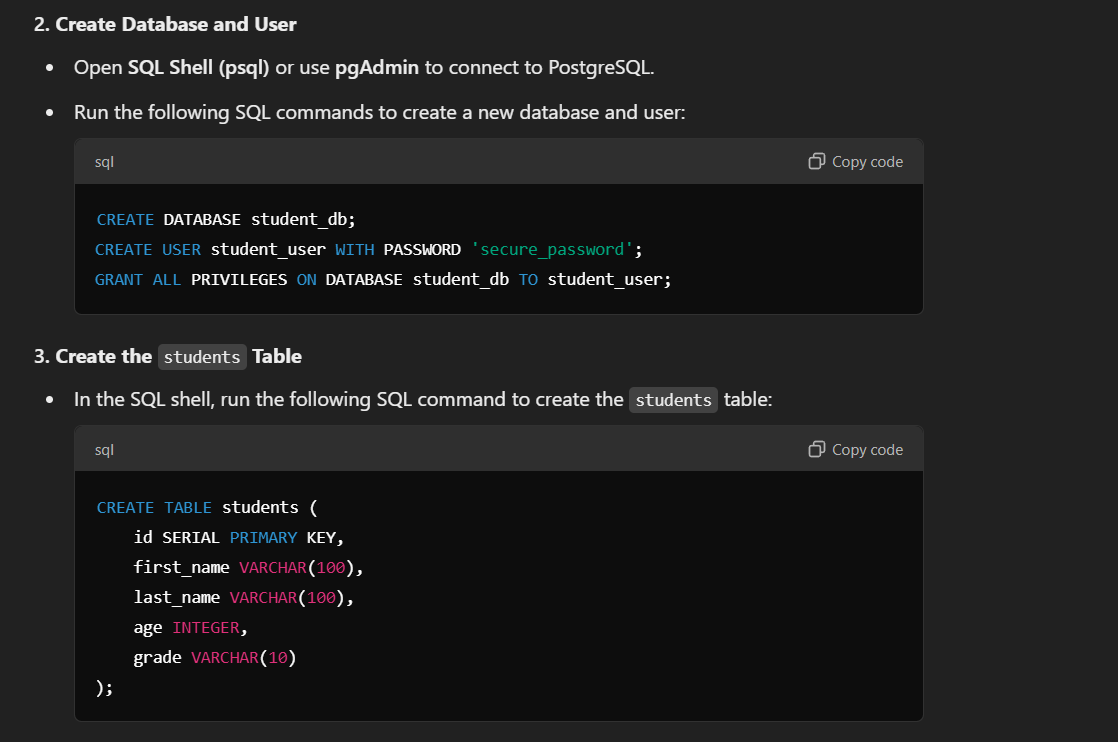 2. Create Database and User
• Open SQL Shell (psql) or use pgAdmin to connect to PostgreSQL.
• Run the following SQL commands to create a new database and user:
sql Copy code
CREATE DATABASE student_db;
CREATE USER student_user WITH PASSWORD 'secure_password';
GRANT ALL PRIVILEGES ON DATABASE student_db TO student_user;
3. Create the students Table
• In the SQL shell, run the following SQL command to create the students table:
sql Copy code
CREATE TABLE students (
    id SERIAL PRIMARY KEY,
    first_name VARCHAR(100),
    last_name VARCHAR(100),
    age INTEGER,
    grade VARCHAR(10)
);